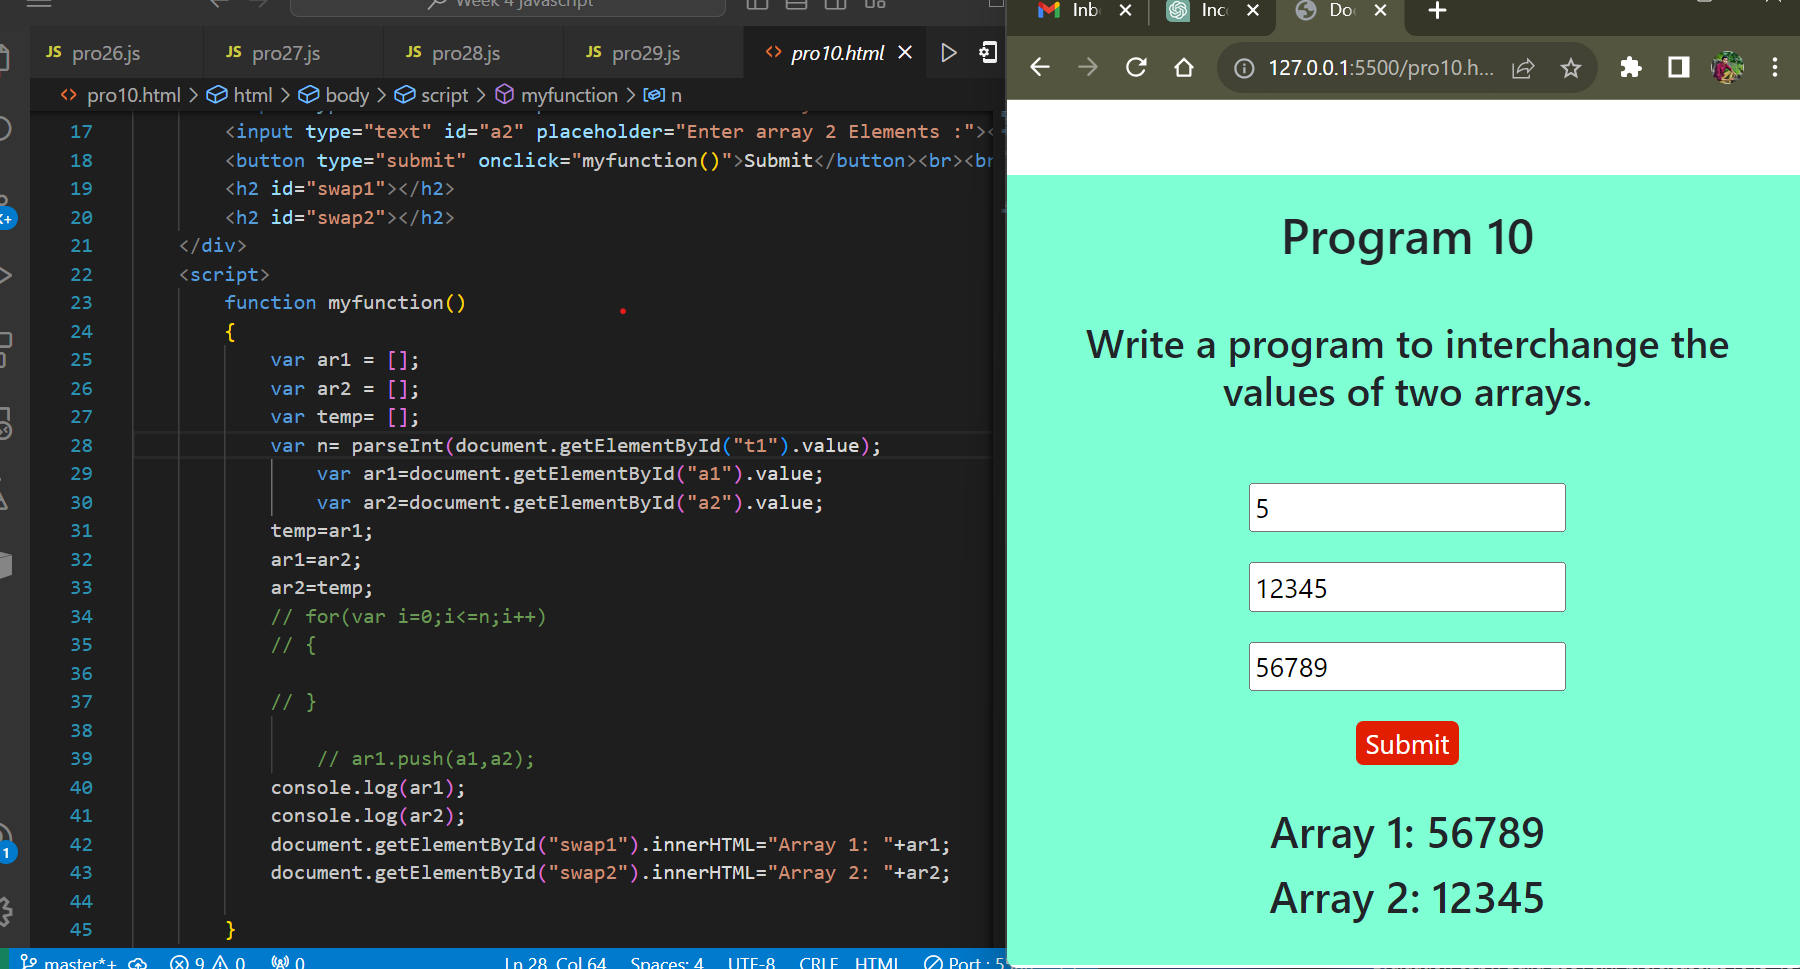 Week 4 javascript
JS pro26.js
JS pro27.js
JS pro28.js
JS pro29.js
<> pro10.html
<> pro10.html > html > body > script > myfunction > n
17 <input type="text" id="a2" placeholder="Enter array 2 Elements :"><
18 <button type="submit" onclick="myfunction()">Submit</button><br><br
19 <h2 id="swap1"></h2>
20 <h2 id="swap2"></h2>
21 </div>
22 <script>
23 function myfunction()
24 {
25 var ar1 = [];
26 var ar2 = [];
27 var temp= [];
28 var n= parseInt(document.getElementById("t1").value);
29 var ar1=document.getElementById("a1").value;
30 var ar2=document.getElementById("a2").value;
31 temp=ar1;
32 ar1=ar2;
33 ar2=temp;
34 // for(var i=0;i<=n;i++)
35 // {
36
37 // }
38
39 // ar1.push(a1,a2);
40 console.log(ar1);
41 console.log(ar2);
42 document.getElementById("swap1").innerHTML="Array 1: "+ar1;
43 document.getElementById("swap2").innerHTML="Array 2: "+ar2;
44
45 }
master*+ 9 0 0 Ln 28, Col 64 Spaces: 4 UTF-8 CRLF HTML Port : 5
K+
1
Inb
Inc
Do
127.0.0.1:5500/pro10.h...
Program 10
Write a program to interchange the
values of two arrays.
5
12345
56789
Submit
Array 1: 56789
Array 2: 12345